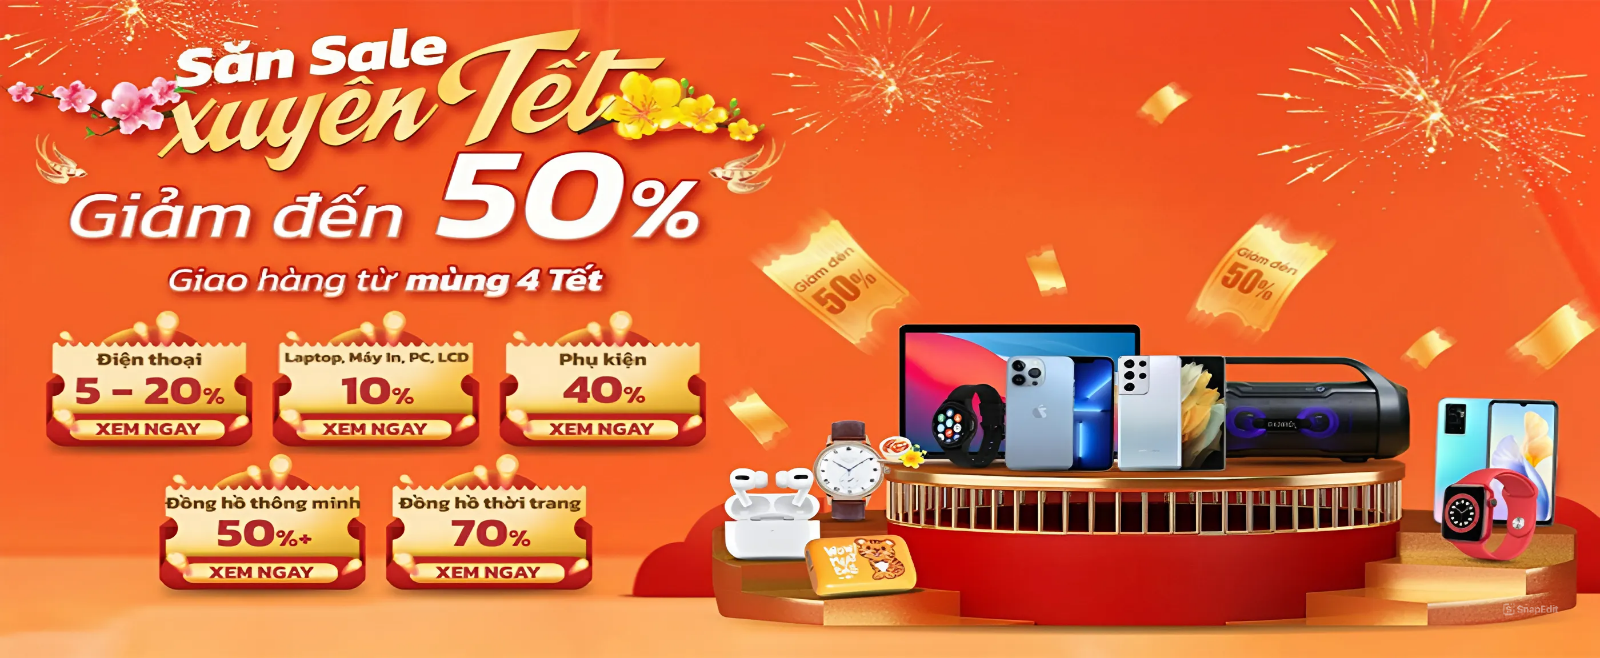 Săn Sale
xuyên Tết
Giảm đến 50%
Giao hàng từ mùng 4 Tết
Điện thoại
5 – 20%
XEM NGAY
Laptop, Máy In, PC, LCD
10%
XEM NGAY
Phụ kiện
40%
XEM NGAY
Đồng hồ thông minh
50%+
XEM NGAY
Đồng hồ thời trang
70%
XEM NGAY
Giảm đến
50%
Giảm đến
50%
WOW
SnapEdit